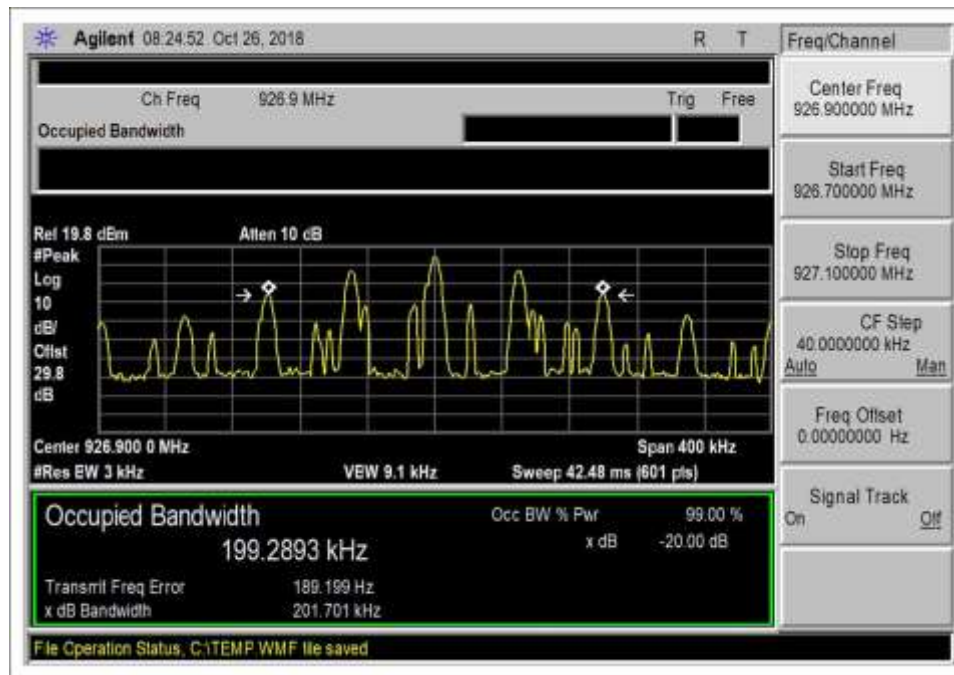 Agilent 08:24:52 Oct 26, 2018 R T
Freq/Channel
Ch Freq 926.9 MHz Trig Free
Occupied Bandwidth
Center Freq
926.900000 MHz
Start Freq
926.700000 MHz
Stop Freq
927.100000 MHz
CF Step
40.0000000 kHz
Auto Man
Freq Offset
0.00000000 Hz
Signal Track
On Off
Ref 19.8 dBm Atten 10 dB
#Peak
Log
10
dB/
Offst
29.8
dB
Center 926.900 0 MHz Span 400 kHz
#Res BW 3 kHz VBW 9.1 kHz Sweep 42.48 ms (601 pts)
Occupied Bandwidth Occ BW % Pwr 99.00 %
199.2893 kHz x dB -20.00 dB
Transmit Freq Error 189.199 Hz
x dB Bandwidth 201.701 kHz
File Operation Status, C:\TEMP WMF file saved